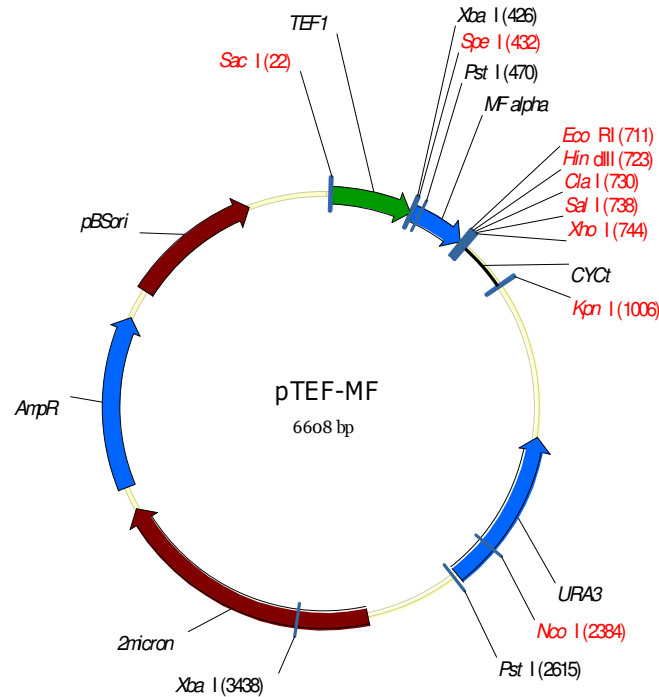 TEF1
Xba I (426)
Spe I (432)
Sac I (22)
Pst I (470)
MF alpha
Eco RI (711)
Hin dIII (723)
Cla I (730)
Sal I (738)
Xho I (744)
CYCt
Kpn I (1006)
pBSori
AmpR
pTEF-MF
6608 bp
URA3
Nco I (2384)
Pst I (2615)
2micron
Xba I (3438)